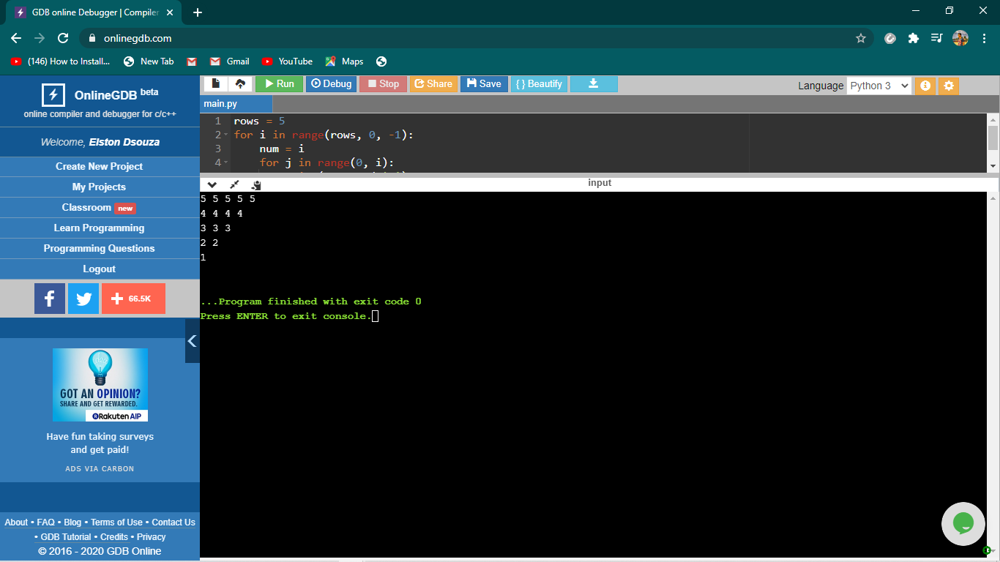 GDB online Debugger | Compiler
onlinegdb.com
(146) How to Install...
New Tab
Gmail
YouTube
Maps
OnlineGDB beta
online compiler and debugger for c/c++
Welcome, Elston Dsouza
Create New Project
My Projects
Classroom new
Learn Programming
Programming Questions
Logout
66.5K
GOT AN OPINION?
SHARE AND GET REWARDED.
Rakuten AIP
Have fun taking surveys
and get paid!
ADS VIA CARBON
About • FAQ • Blog • Terms of Use • Contact Us
• GDB Tutorial • Credits • Privacy
© 2016 - 2020 GDB Online
Run Debug Stop Share Save { } Beautify
Language Python 3
main.py
1 rows = 5
2 for i in range(rows, 0, -1):
3 num = i
4 for j in range(0, i):
input
5 5 5 5 5
4 4 4 4
3 3 3
2 2
1
...Program finished with exit code 0
Press ENTER to exit console.